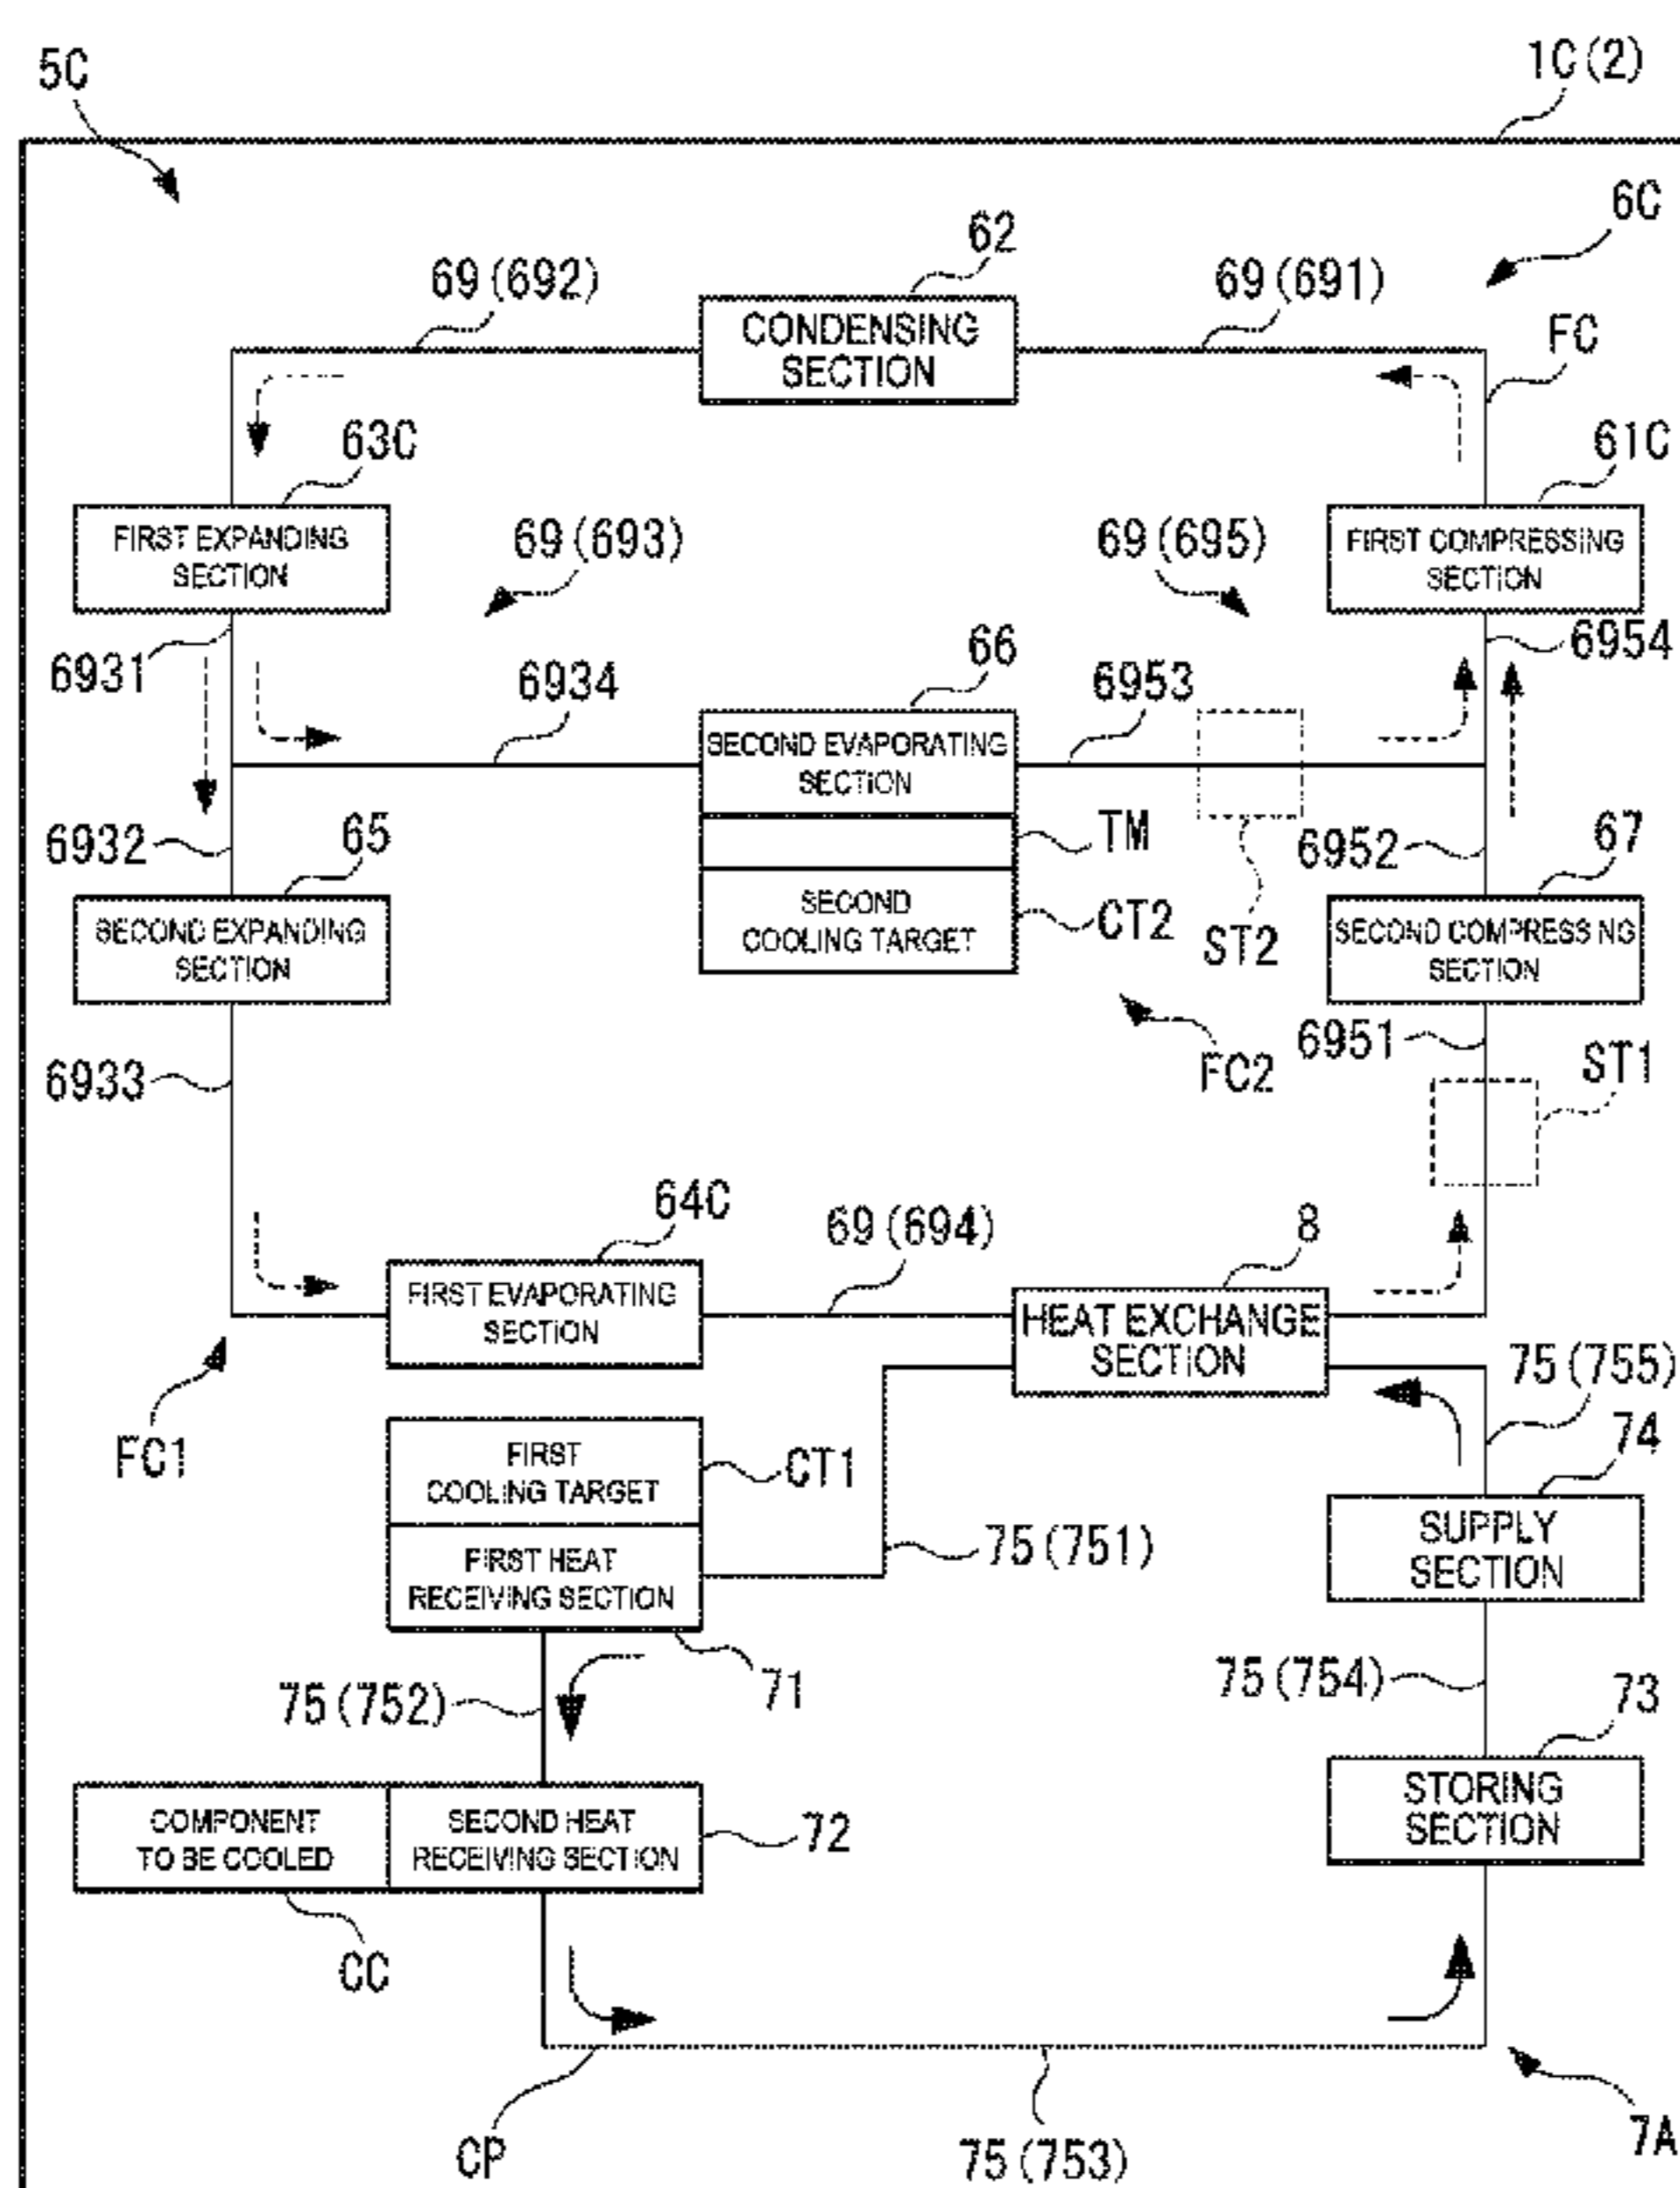 5C
1C(2)
6C
62
69(692)
69(691)
CONDENSING
SECTION
FC
63C
61C
FIRST EXPANDING
SECTION
69(693)
69(695)
FIRST COMPRESSING
SECTION
6931
66
6954
6934
6953
SECOND EVAPORATING
SECTION
6932
65
TM
6952
67
SECOND EXPANDING
SECTION
SECOND
COOLING TARGET
CT2
ST2
SECOND COMPRESSING
SECTION
6933
FC2
6951
ST1
64C
69(694)
8
FIRST EVAPORATING
SECTION
HEAT EXCHANGE
SECTION
75(755)
FC1
FIRST
COOLING TARGET
CT1
74
FIRST HEAT
RECEIVING SECTION
75(751)
SUPPLY
SECTION
75(752)
71
75(754)
73
COMPONENT
TO BE COOLED
SECOND HEAT
RECEIVING SECTION
72
STORING
SECTION
CC
CP
75(753)
7A